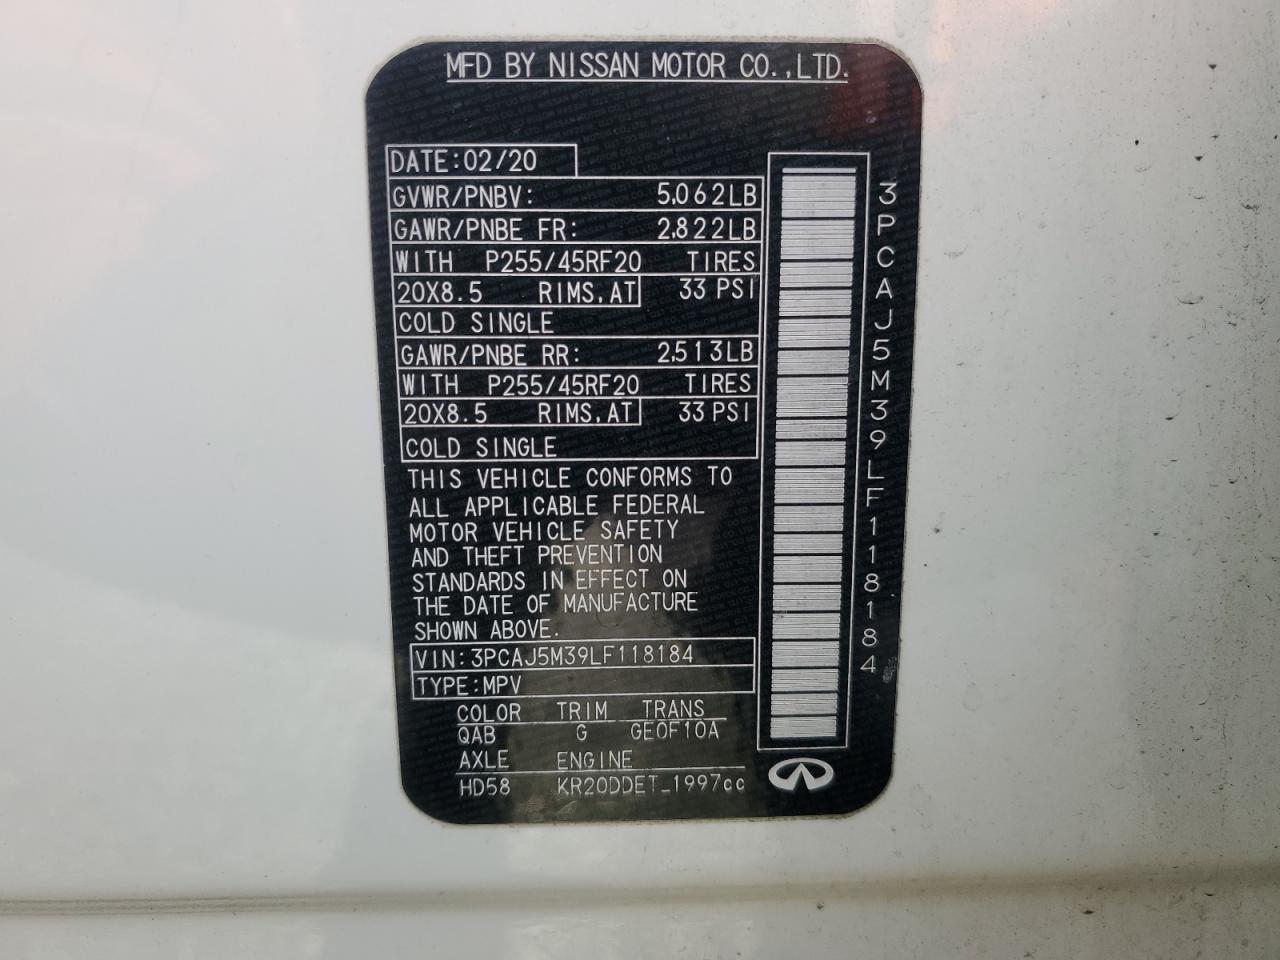 MFD BY NISSAN MOTOR CO.,LTD.
DATE:02/20
GVWR/PNBV: 5,062LB
GAWR/PNBE FR: 2,822LB
WITH P255/45RF20 TIRES
20X8.5 RIMS,AT 33 PSI
COLD SINGLE
GAWR/PNBE RR: 2,513LB
WITH P255/45RF20 TIRES
20X8.5 RIMS,AT 33 PSI
COLD SINGLE
THIS VEHICLE CONFORMS TO
ALL APPLICABLE FEDERAL
MOTOR VEHICLE SAFETY
AND THEFT PREVENTION
STANDARDS IN EFFECT ON
THE DATE OF MANUFACTURE
SHOWN ABOVE.
VIN:3PCAJ5M39LF118184
TYPE:MPV
COLOR TRIM TRANS
QAB G GE0F10A
AXLE ENGINE
HD58 KR20DDET_1997cc
3PCAJ5M39LF118184